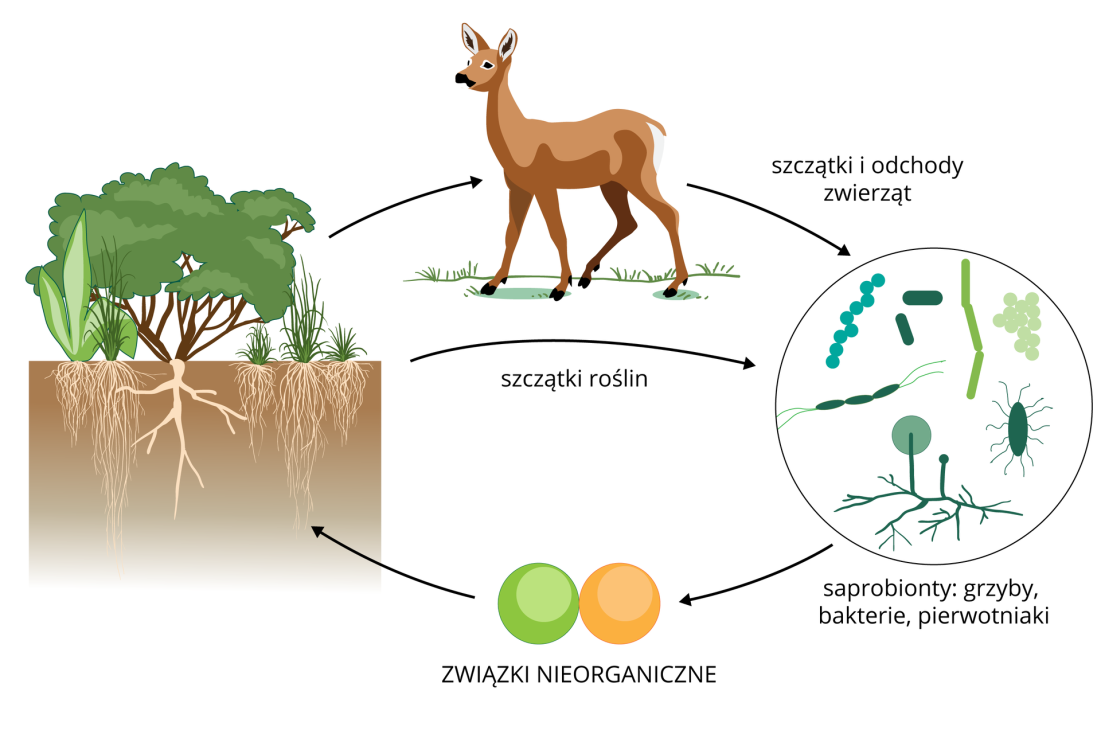 szczątki i odchody
zwierząt
szczątki roślin
saprobionty: grzyby,
bakterie, pierwotniaki
ZWIĄZKI NIEORGANICZNE